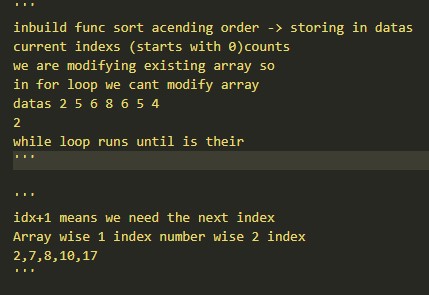 '''
inbuild func sort acending order -> storing in datas
current indexs (starts with 0)counts
we are modifying existing array so
in for loop we cant modify array
datas 2 5 6 8 6 5 4
2
while loop runs until is their
'''
'''
idx+1 means we need the next index
Array wise 1 index number wise 2 index
2,7,8,10,17
'''